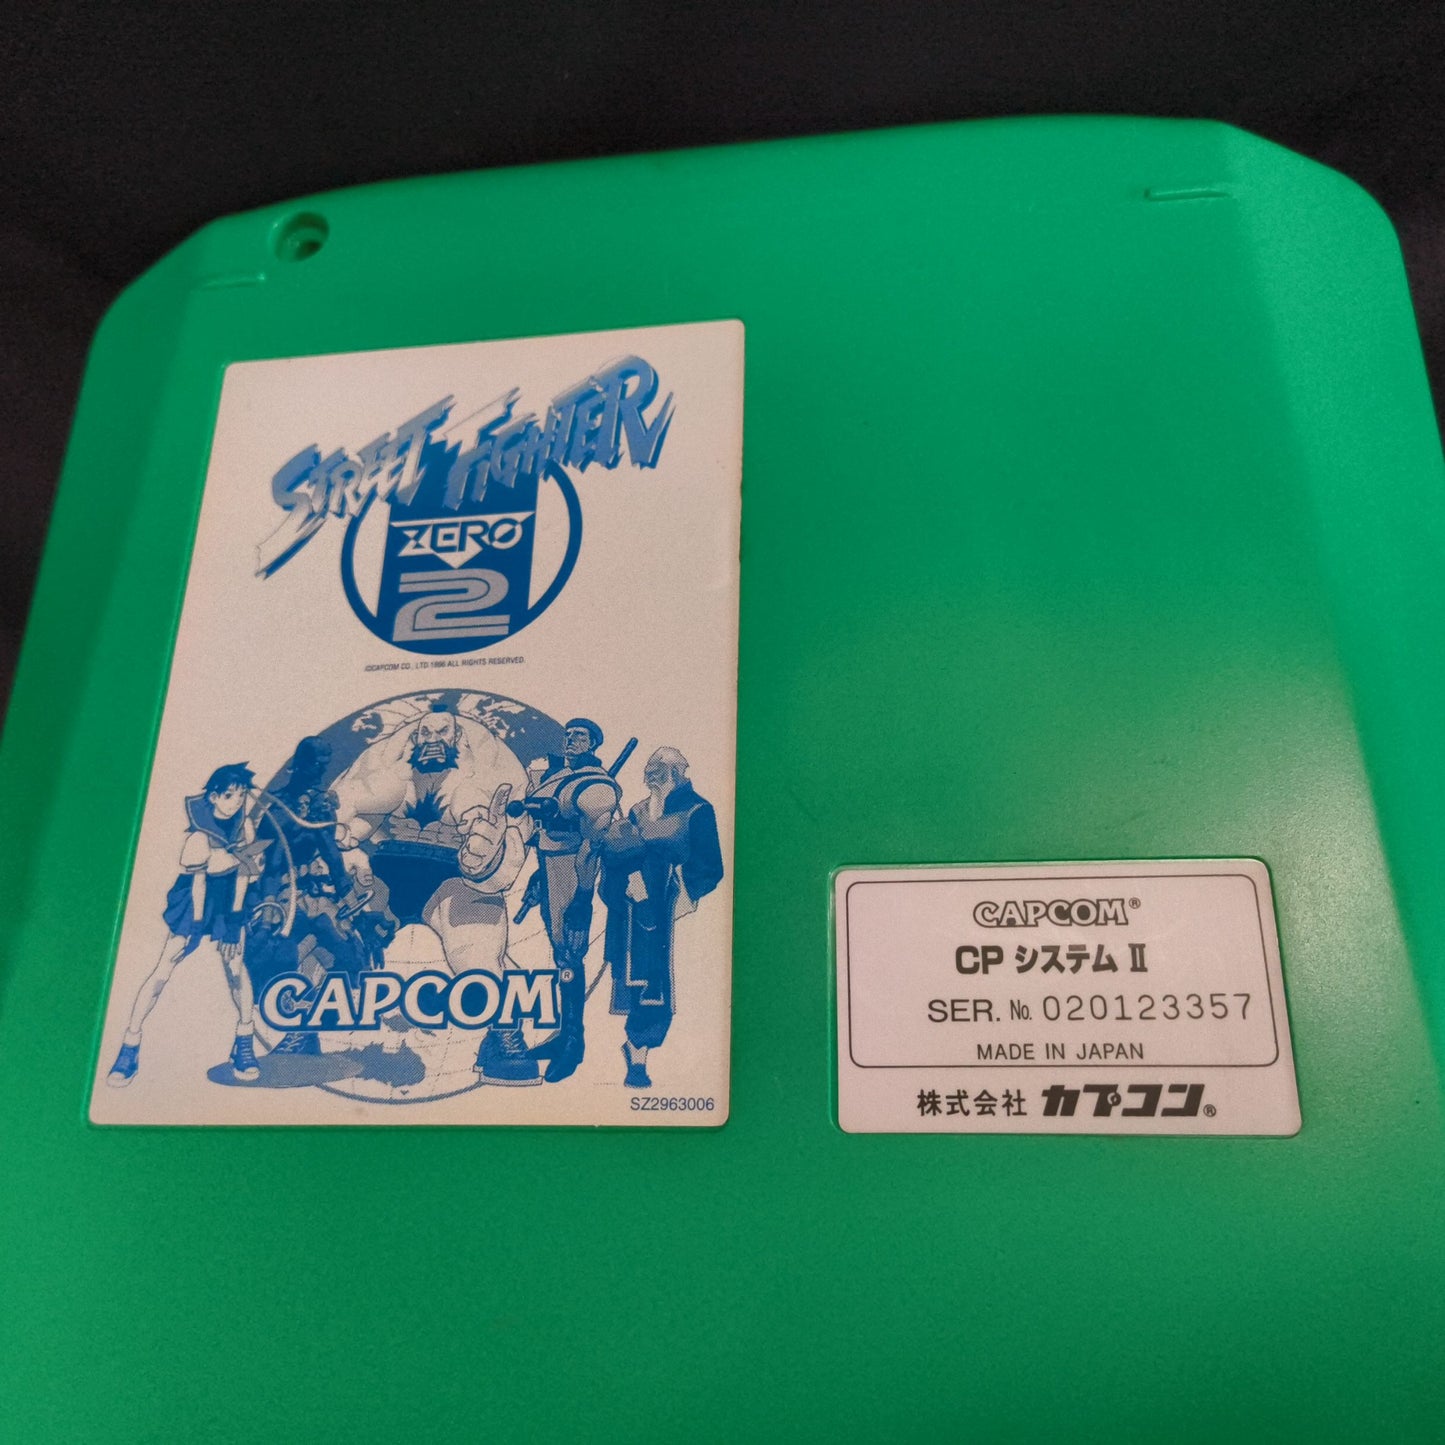 STREET FIGHTER
ZERO
2
©CAPCOM CO., LTD.1996 ALL RIGHTS RESERVED.
CAPCOM®
SZ2963006
CAPCOM®
CP システム Ⅱ
SER. №. 020123357
MADE IN JAPAN
株式会社 カプコン®